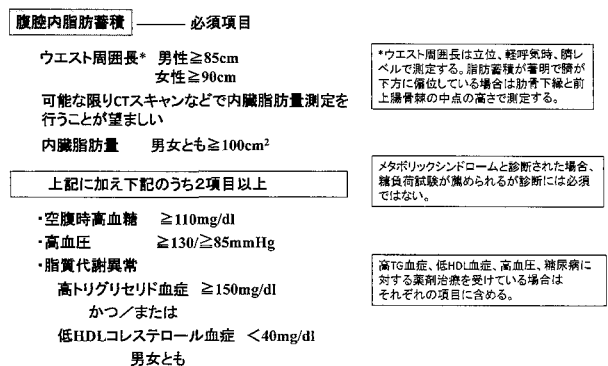 腹腔内脂肪蓄積 ――― 必須項目
ウエスト周囲長* 男性≧85cm
女性≧90cm
可能な限りCTスキャンなどで内臓脂肪量測定を
行うことが望ましい
内臓脂肪量 男女とも≧100cm²
上記に加え下記のうち2項目以上
・空腹時高血糖 ≧110mg/dl
・高血圧 ≧130/≧85mmHg
・脂質代謝異常
高トリグリセリド血症 ≧150mg/dl
かつ／または
低HDLコレステロール血症 <40mg/dl
男女とも
*ウエスト周囲長は立位、軽呼気時、臍レ
ベルで測定する。脂肪蓄積が著明で臍が
下方に偏位している場合は肋骨下縁と前
上腸骨棘の中点の高さで測定する。
メタボリックシンドロームと診断された場合、
糖負荷試験が薦められるが診断には必須
ではない。
高TG血症、低HDL血症、高血圧、糖尿病に
対する薬剤治療を受けている場合は
それぞれの項目に含める。